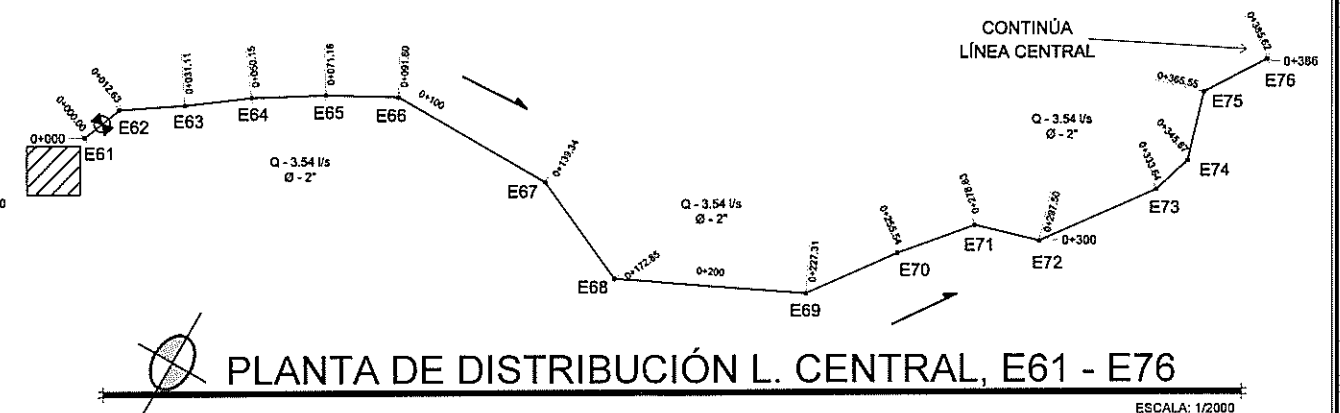 CONTINÚA
LÍNEA CENTRAL
0+000.00
0+012.63
0+031.11
0+050.15
0+071.16
0+091.60
0+100
0+139.34
0+172.85
0+200
0+227.31
0+255.54
0+278.83
0+297.50
0+300
0+333.64
0+345.67
0+365.55
0+385.62
0+386
0+000
E61
E62
E63
E64
E65
E66
E67
E68
E69
E70
E71
E72
E73
E74
E75
E76
Q - 3.54 l/s
Ø - 2"
Q - 3.54 l/s
Ø - 2"
Q - 3.54 l/s
Ø - 2"
PLANTA DE DISTRIBUCIÓN L. CENTRAL, E61 - E76
ESCALA: 1/2000